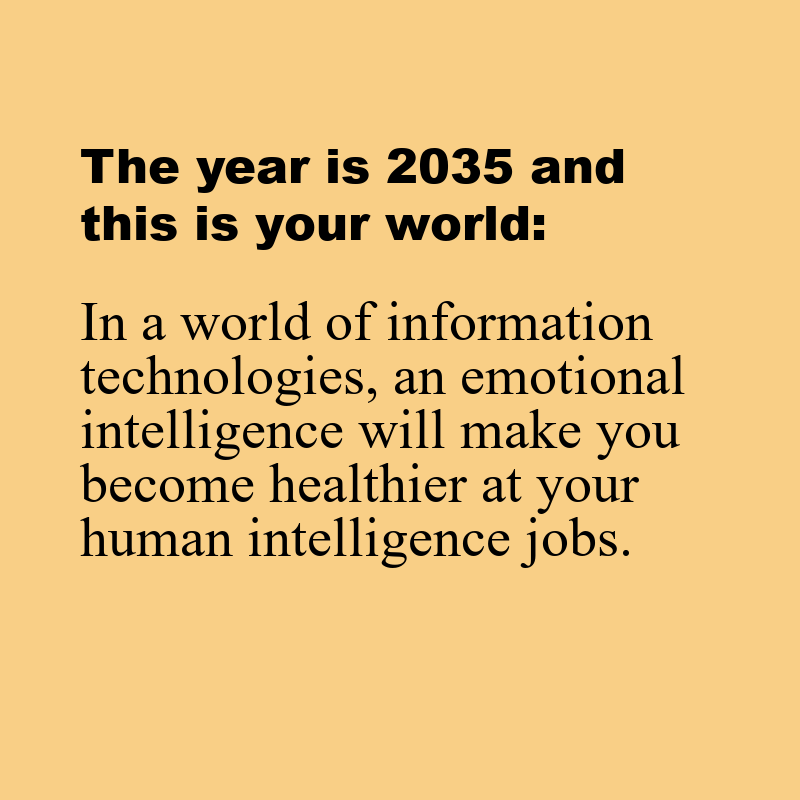 The year is 2035 and
this is your world:
In a world of information
technologies, an emotional
intelligence will make you
become healthier at your
human intelligence jobs.